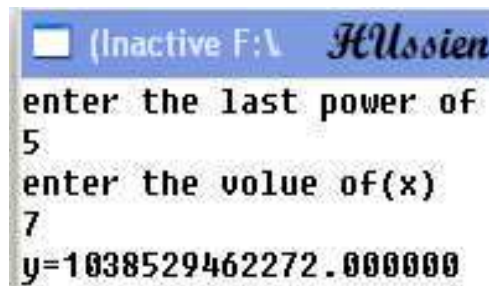 (Inactive F:\ HUssien
enter the last power of
5
enter the volue of(x)
7
y=1038529462272.000000